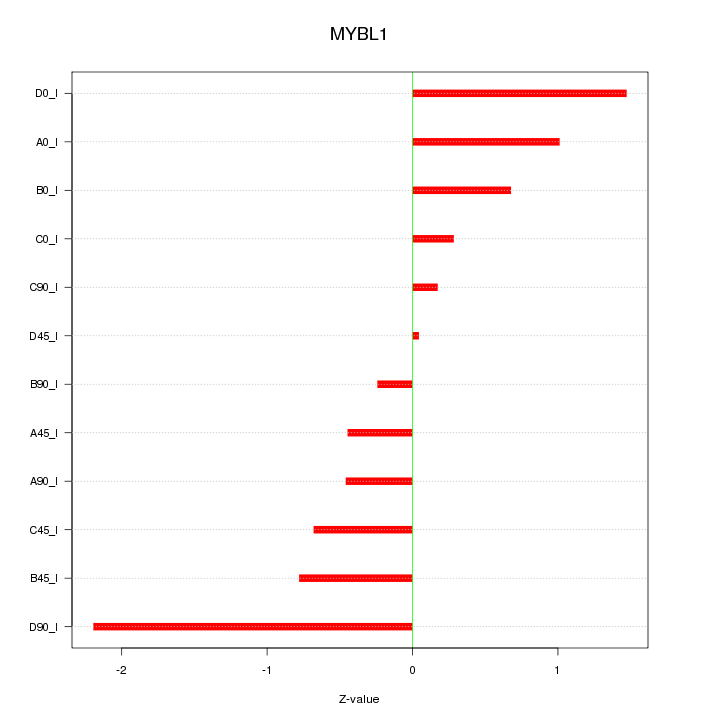 MYBL1
D0_I
A0_I
B0_I
C0_I
C90_I
D45_I
B90_I
A45_I
A90_I
C45_I
B45_I
D90_I
-2 -1 0 1
Z-value